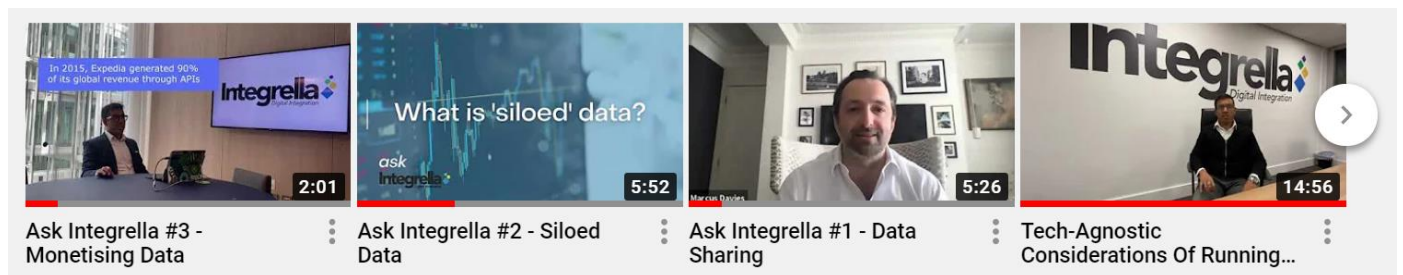 In 2015, Expedia generated 90%
of its global revenue through APIs
Integrella
Digital Integration
2:01
What is 'siloed' data?
ask
Integrella
5:52
Marcus Davies
5:26
Integrella
Digital Integration
14:56
Ask Integrella #3 -
Monetising Data
Ask Integrella #2 - Siloed
Data
Ask Integrella #1 - Data
Sharing
Tech-Agnostic
Considerations Of Running...